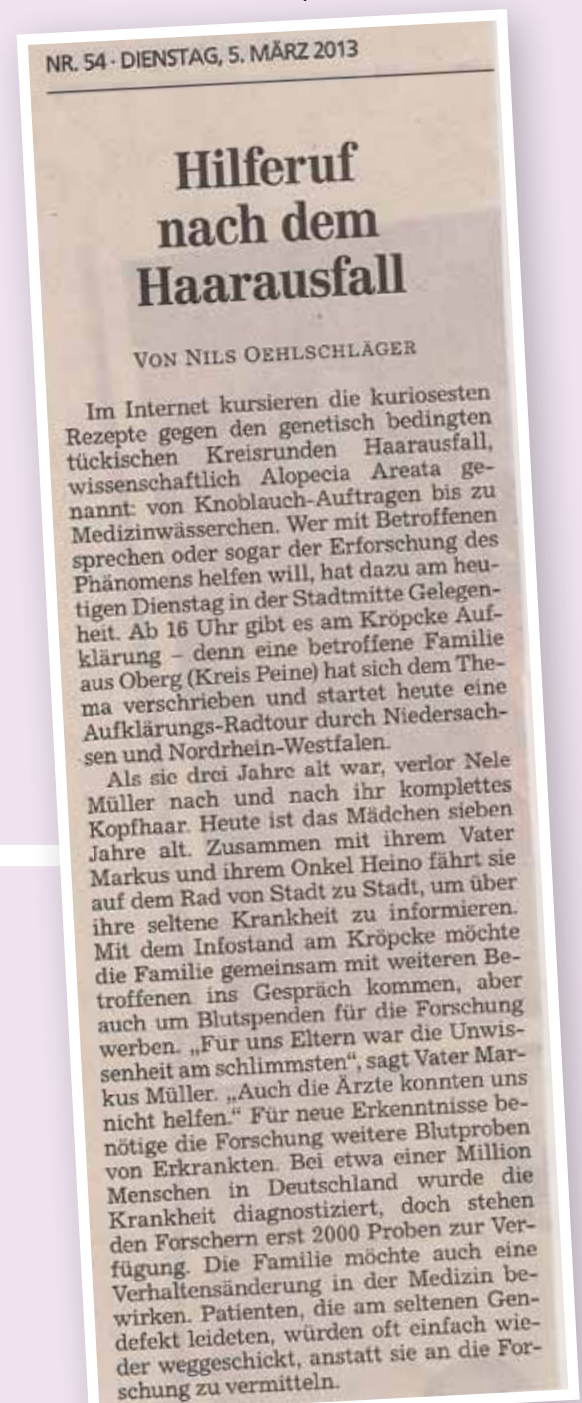 NR. 54 · DIENSTAG, 5. MÄRZ 2013
Hilferuf
nach dem
Haarausfall
VON NILS OEHLSCHLÄGER
Im Internet kursieren die kuriosesten
Rezepte gegen den genetisch bedingten
tückischen Kreisrunden Haarausfall,
wissenschaftlich Alopecia Areata ge-
nannt: von Knoblauch-Auftragen bis zu
Medizinwässerchen. Wer mit Betroffenen
sprechen oder sogar der Erforschung des
Phänomens helfen will, hat dazu am heu-
tigen Dienstag in der Stadtmitte Gelegen-
heit. Ab 16 Uhr gibt es am Kröpcke Auf-
klärung – denn eine betroffene Familie
aus Oberg (Kreis Peine) hat sich dem The-
ma verschrieben und startet heute eine
Aufklärungs-Radtour durch Niedersach-
sen und Nordrhein-Westfalen.
Als sie drei Jahre alt war, verlor Nele
Müller nach und nach ihr komplettes
Kopfhaar. Heute ist das Mädchen sieben
Jahre alt. Zusammen mit ihrem Vater
Markus und ihrem Onkel Heino fährt sie
auf dem Rad von Stadt zu Stadt, um über
ihre seltene Krankheit zu informieren.
Mit dem Infostand am Kröpcke möchte
die Familie gemeinsam mit weiteren Be-
troffenen ins Gespräch kommen, aber
auch um Blutspenden für die Forschung
werben. „Für uns Eltern war die Unwis-
senheit am schlimmsten“, sagt Vater Mar-
kus Müller. „Auch die Ärzte konnten uns
nicht helfen.“ Für neue Erkenntnisse be-
nötige die Forschung weitere Blutproben
von Erkrankten. Bei etwa einer Million
Menschen in Deutschland wurde die
Krankheit diagnostiziert, doch stehen
den Forschern erst 2000 Proben zur Ver-
fügung. Die Familie möchte auch eine
Verhaltensänderung in der Medizin be-
wirken. Patienten, die am seltenen Gen-
defekt leideten, würden oft einfach wie-
der weggeschickt, anstatt sie an die For-
schung zu vermitteln.